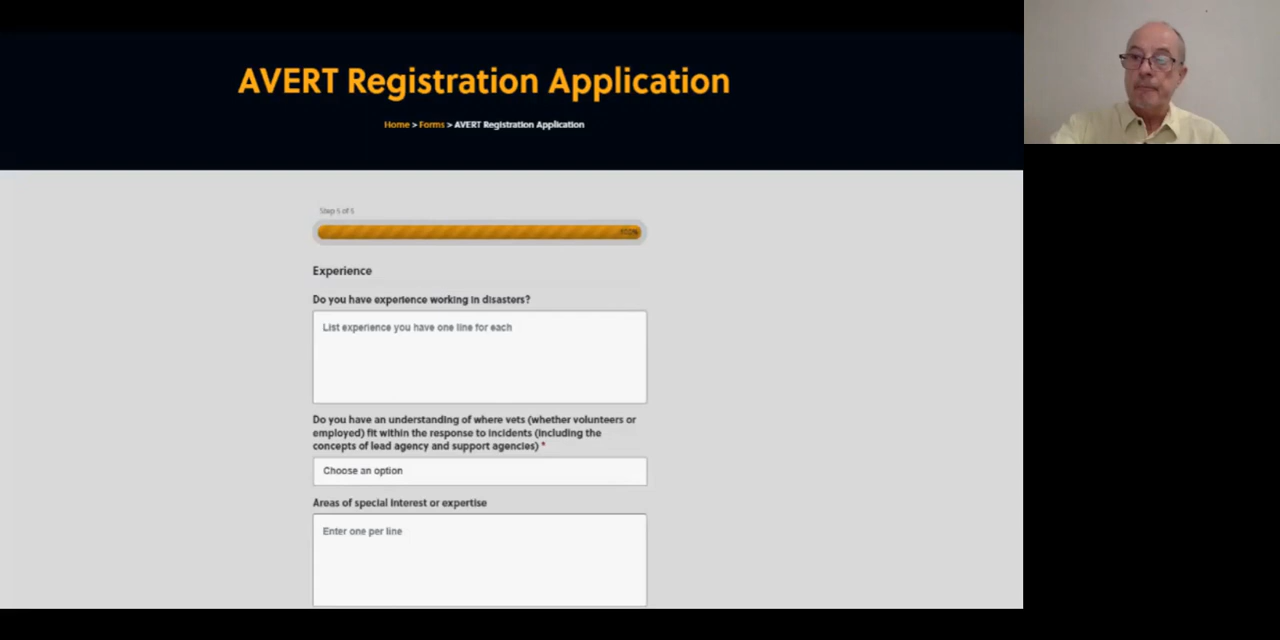 AVERT Registration Application
Home > Forms > AVERT Registration Application
Step 5 of 5
100%
Experience
Do you have experience working in disasters?
List experience you have one line for each
Do you have an understanding of where vets (whether volunteers or
employed) fit within the response to incidents (including the
concepts of lead agency and support agencies) *
Choose an option
Areas of special interest or expertise
Enter one per line